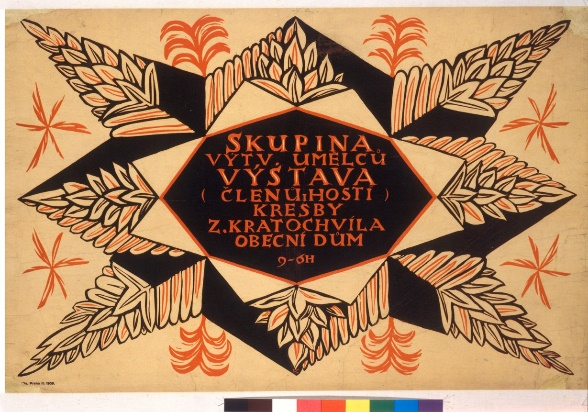 SKUPINA
VÝTV. UMĚLCŮ
VÝSTAVA
( ČLENŮ I HOSTÍ )
KRESBY
Z. KRATOCHVÍLA
OBECNÍ DŮM
9-6H